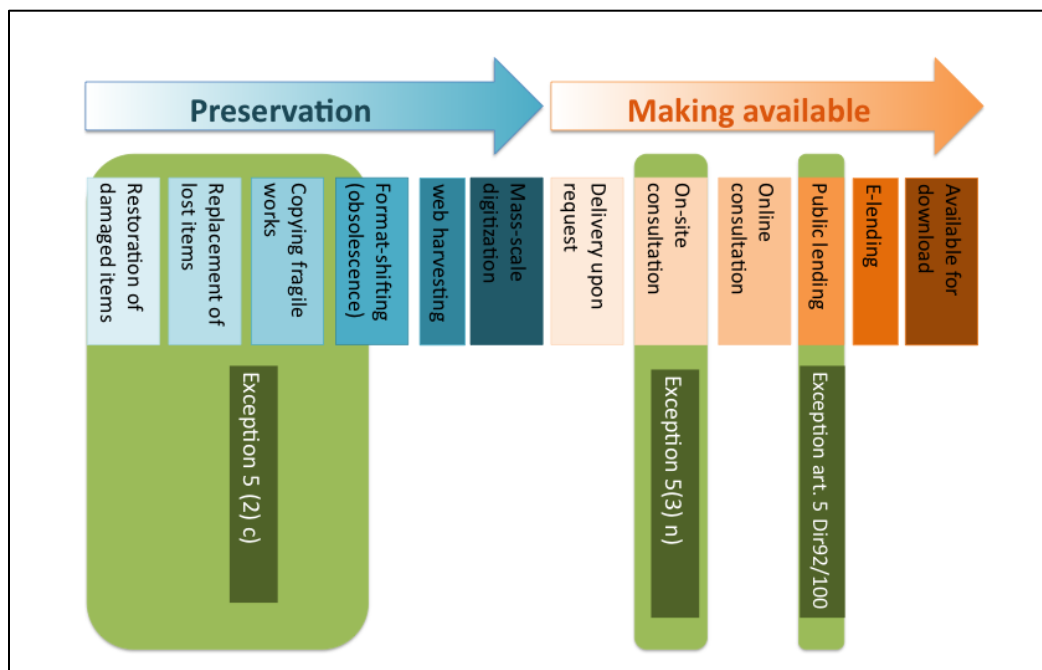 Preservation
Making available
Restoration of
damaged items
Replacement of
lost items
Copying fragile
works
Format-shifting
(obsolescence)
web harvesting
Mass-scale
digitization
Delivery upon
request
On-site
consultation
Online
consultation
Public lending
E-lending
Available for
download
Exception 5 (2) c)
Exception 5(3) n)
Exception art. 5 Dir92/100